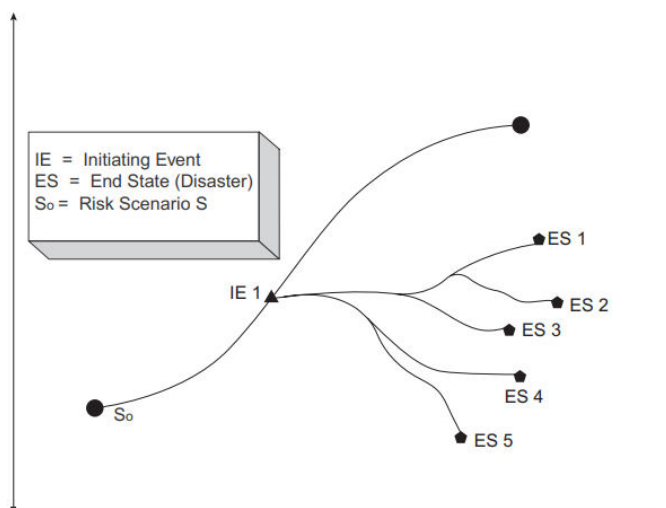 IE = Initiating Event
ES = End State (Disaster)
So = Risk Scenario S
ES 1
IE 1
ES 2
ES 3
ES 4
So
ES 5